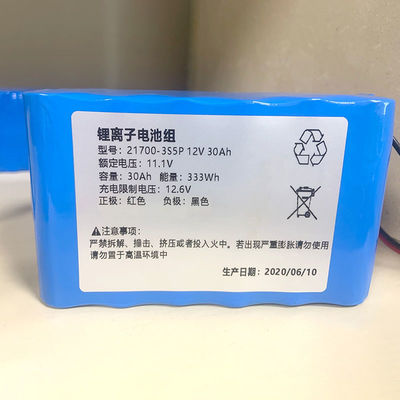 锂离子电池组
型号: 21700-3S5P 12V 30Ah
额定电压: 11.1V
容量: 30Ah 能量: 333Wh
充电限制电压: 12.6V
正极: 红色 负极: 黑色
⚠注意事项:
严禁拆解、撞击、挤压或者投入火中。若出现严重膨胀请勿使用
请勿置于高温环境中
生产日期: 2020/06/10